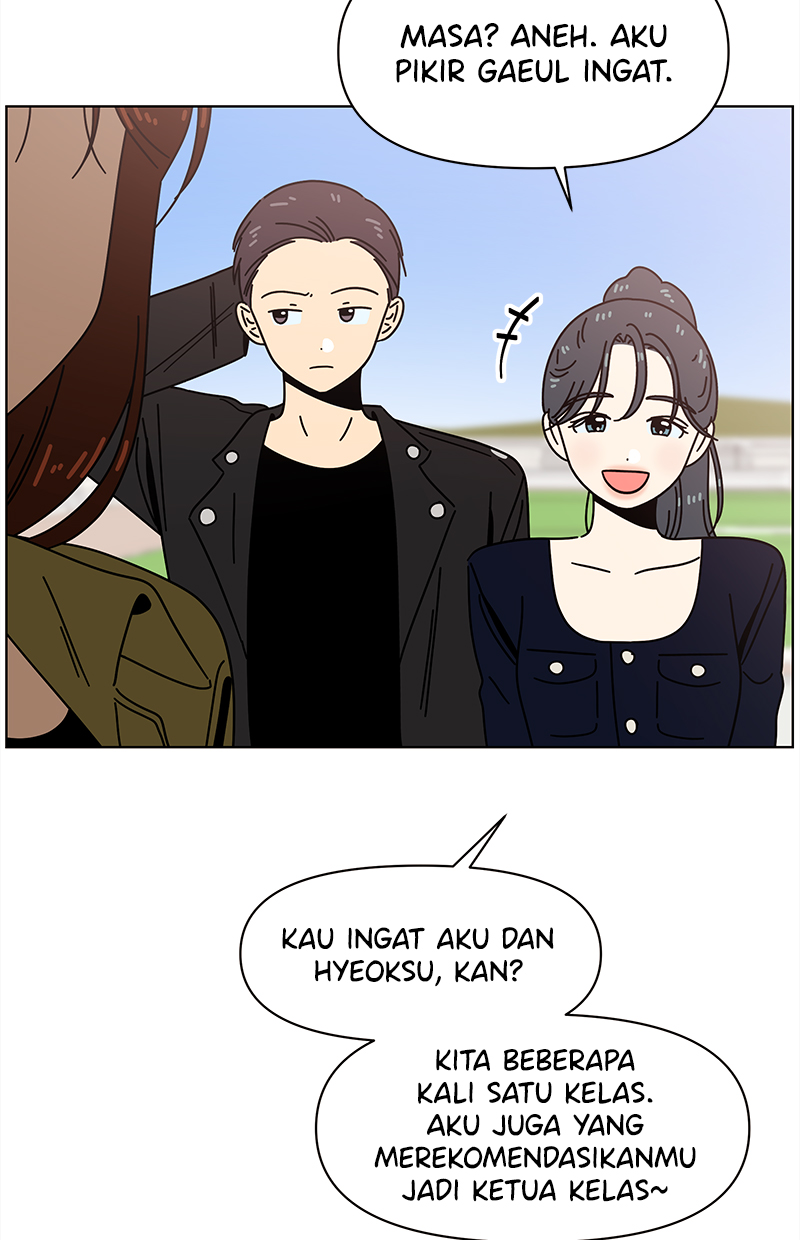 MASA? ANEH. AKU
PIKIR GAEUL INGAT.
KAU INGAT AKU DAN
HYEOKSU, KAN?
KITA BEBERAPA
KALI SATU KELAS.
AKU JUGA YANG
MEREKOMENDASIKANMU
JADI KETUA KELAS~